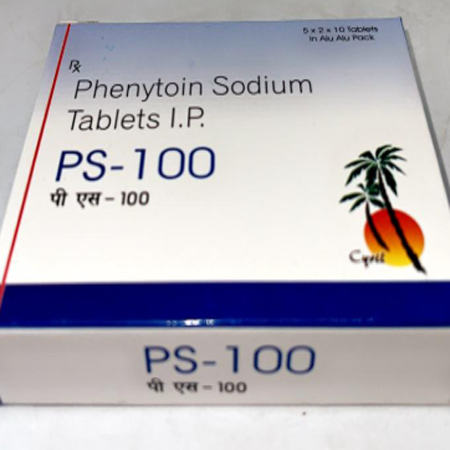 5 x 2 x 10 Tablets
in Alu Alu Pack
Rx
Phenytoin Sodium
Tablets I.P.
PS-100
पी एस - 100
Cyril
PS-100
पी एस - 100